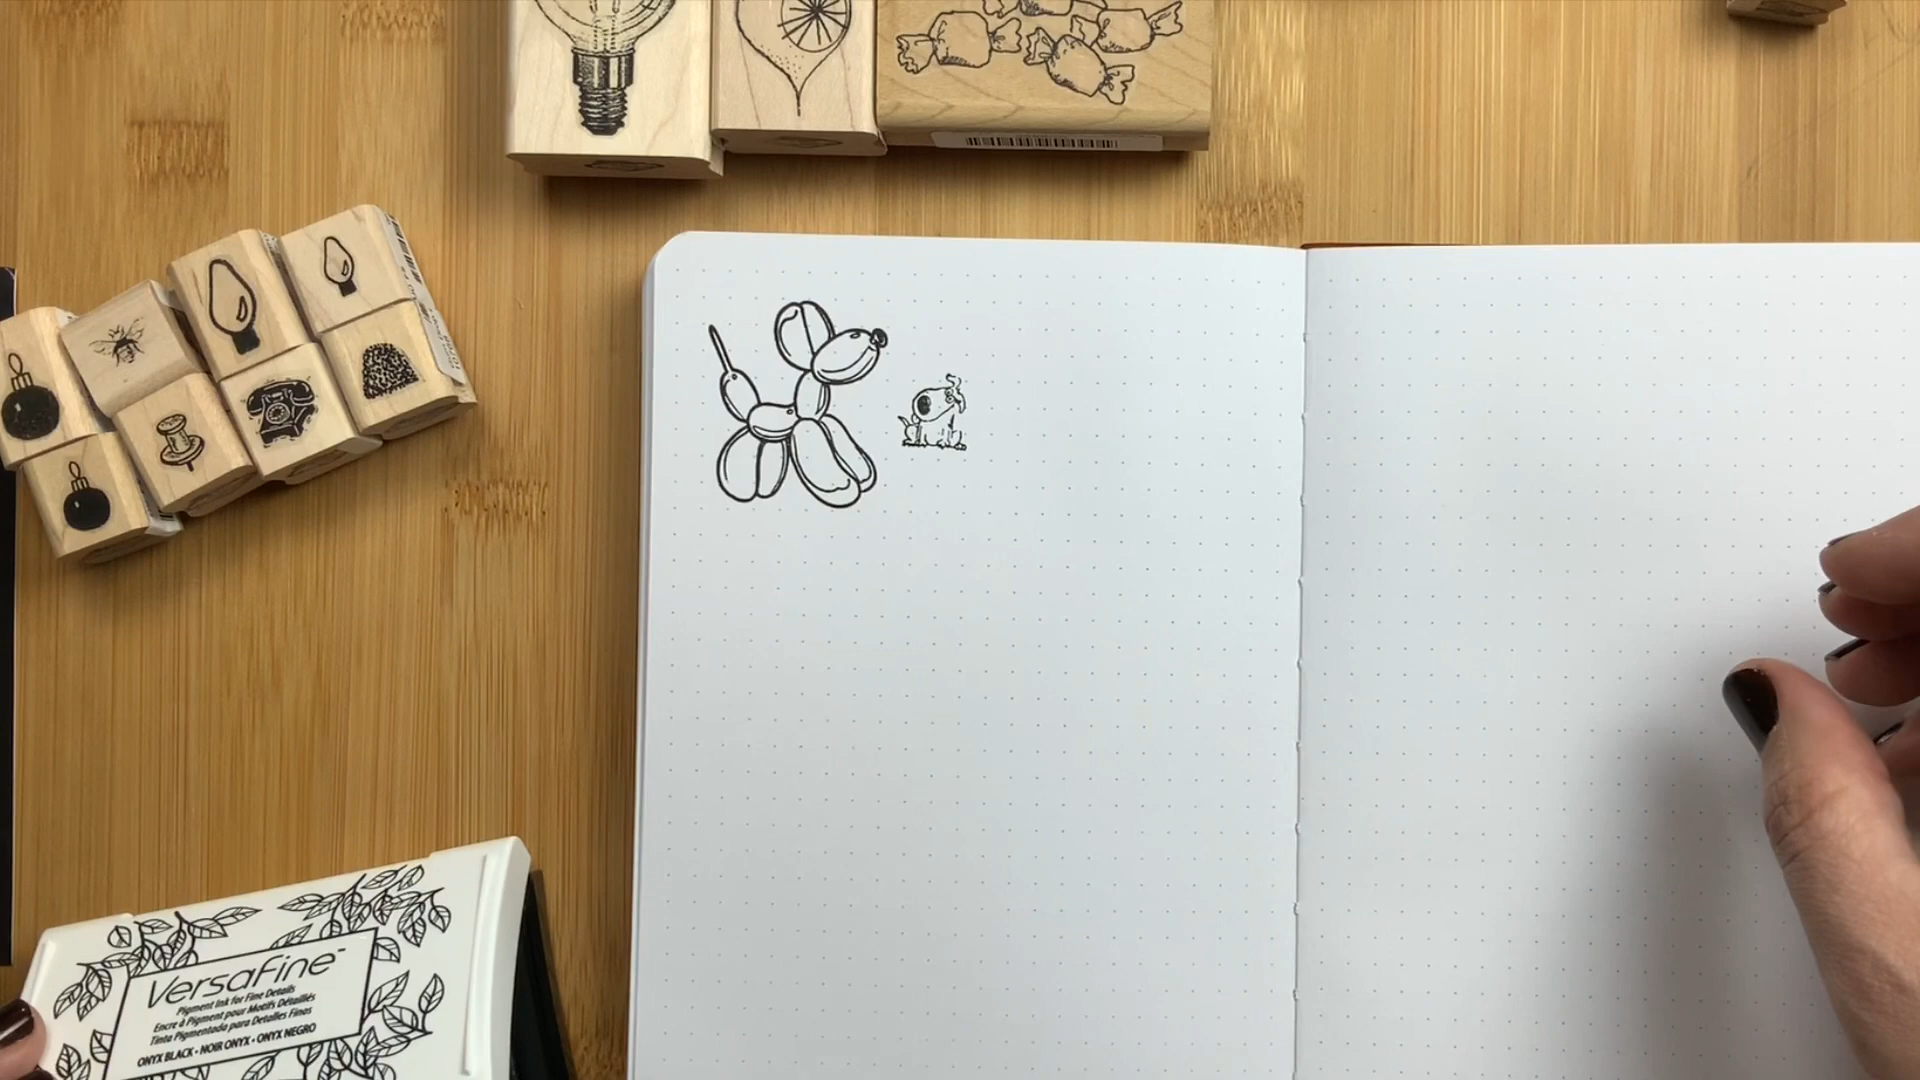 VersaFine™
Pigment Ink for Fine Details
Encre à Pigment pour Motifs Détaillés
Tinta Pigmentada para Detalles Finos
ONYX BLACK • NOIR ONYX • ONYX NEGRO